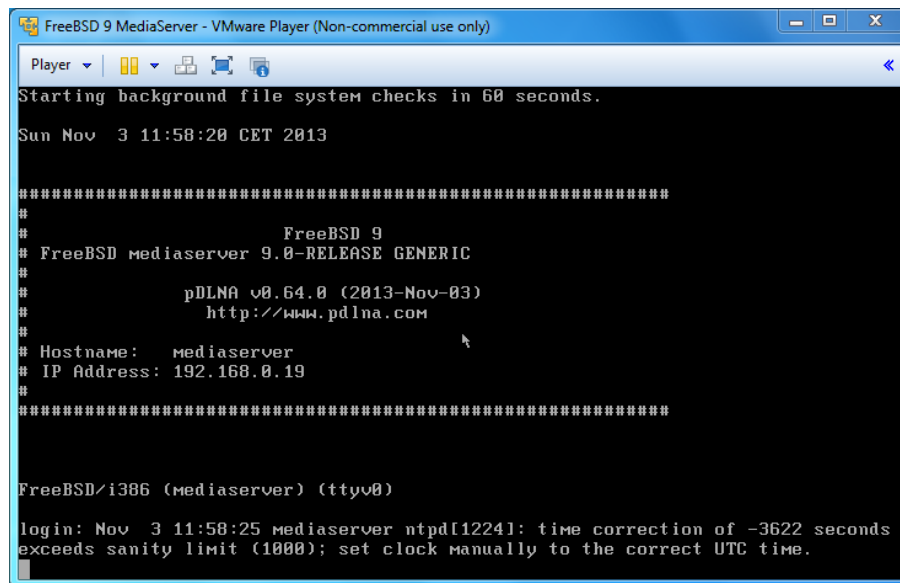 FreeBSD 9 MediaServer - VMware Player (Non-commercial use only)
Player
Starting background file system checks in 60 seconds.
Sun Nov  3 11:58:20 CET 2013
###########################################################
#
#                       FreeBSD 9
# FreeBSD mediaserver 9.0-RELEASE GENERIC
#
#              pDLNA v0.64.0 (2013-Nov-03)
#                http://www.pdlna.com
#
# Hostname:   mediaserver
# IP Address: 192.168.0.19
#
###########################################################
FreeBSD/i386 (mediaserver) (ttyv0)
login: Nov  3 11:58:25 mediaserver ntpd[1224]: time correction of -3622 seconds
exceeds sanity limit (1000); set clock manually to the correct UTC time.